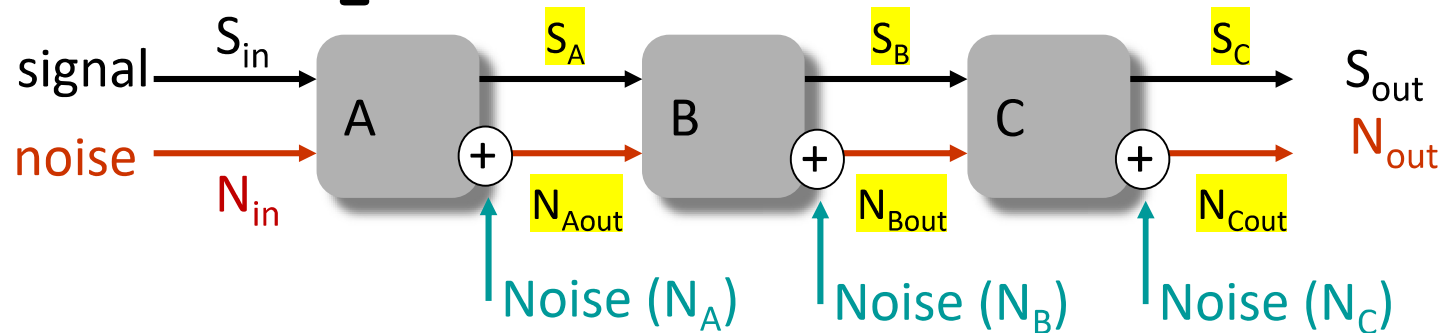 S_in S_A S_B S_C
signal A B C S_out
noise + + + N_out
N_in N_Aout N_Bout N_Cout
Noise (N_A) Noise (N_B) Noise (N_C)